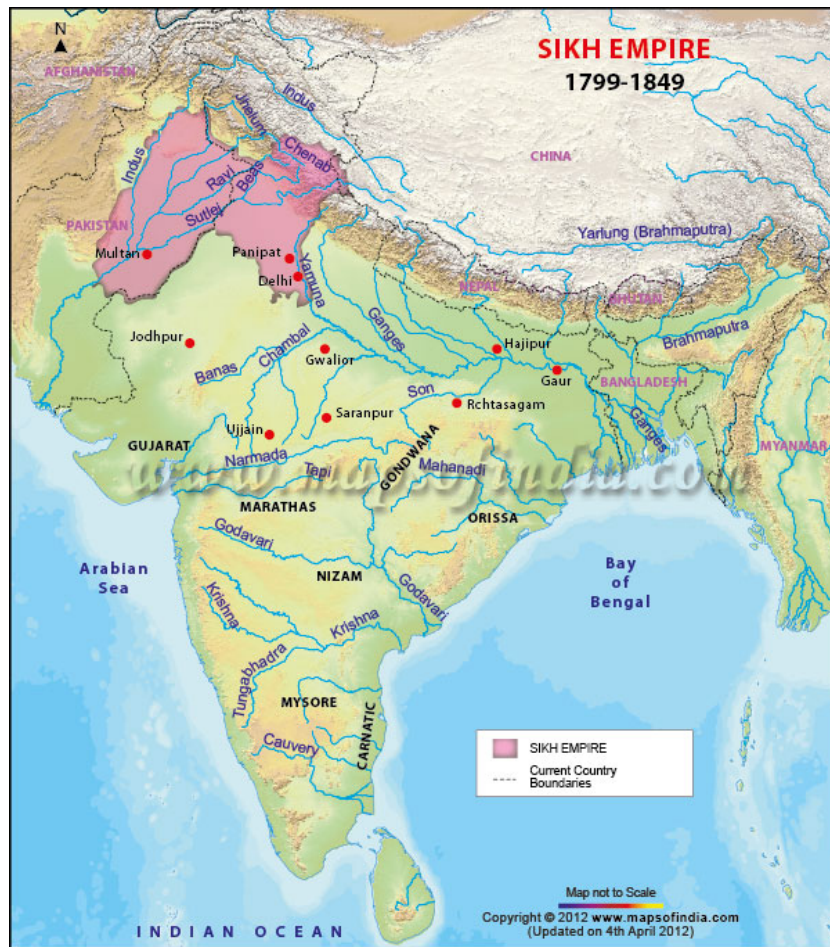 N
SIKH EMPIRE
1799-1849
AFGHANISTAN
Indus
Jhelum
CHINA
Chenab
Indus
Ravi
Beas
Sutlej
PAKISTAN
Yarlung (Brahmaputra)
Multan
Panipat
Delhi
Yamuna
NEPAL
BHUTAN
Jodhpur
Banas
Chambal
Gwalior
Ganges
Hajipur
Brahmaputra
Gaur
BANGLADESH
Son
Rchtasagam
Saranpur
Ujjain
Ganges
GUJARAT
MYANMAR
Narmada
GONDWANA
www.mapsofindia.com
Tapi
Mahanadi
MARATHAS
ORISSA
Godavari
Arabian
Sea
NIZAM
Godavari
Bay
of
Bengal
Krishna
Krishna
Tungabhadra
MYSORE
CARNATIC
Cauvery
SIKH EMPIRE
Current Country
Boundaries
Map not to Scale
Copyright © 2012 www.mapsofindia.com
(Updated on 4th April 2012)
INDIAN OCEAN